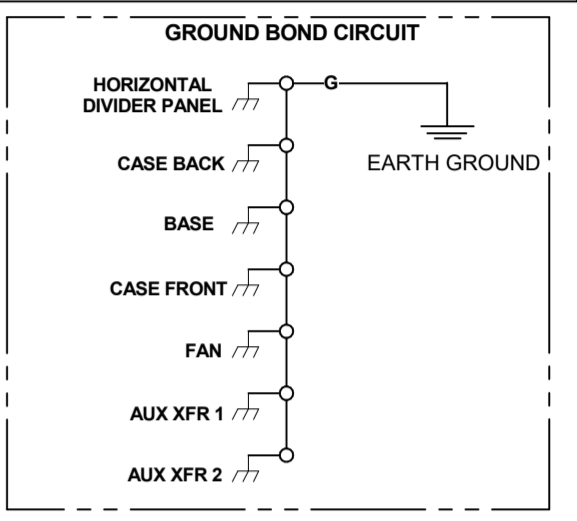 GROUND BOND CIRCUIT
HORIZONTAL
DIVIDER PANEL
G
CASE BACK
EARTH GROUND
BASE
CASE FRONT
FAN
AUX XFR 1
AUX XFR 2